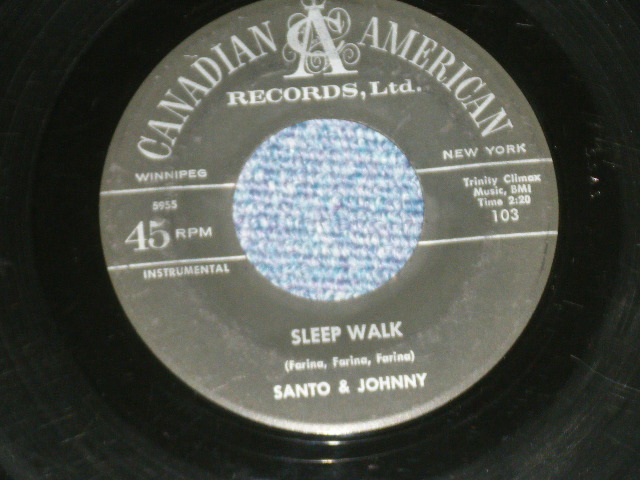 CANADIAN AMERICAN
CA
RECORDS, Ltd.
WINNIPEG
NEW YORK
5955
45 RPM
INSTRUMENTAL
Trinity Climax
Music, BMI
Time 2:20
103
SLEEP WALK
(Farina, Farina, Farina)
SANTO & JOHNNY